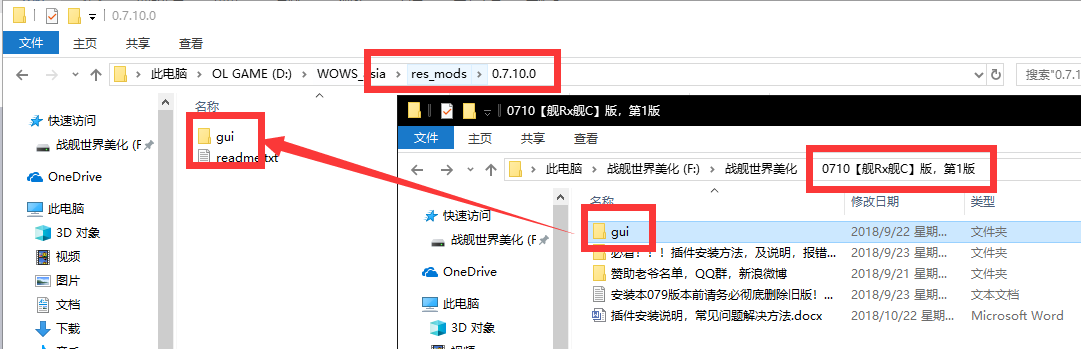 0.7.10.0
文件 主页 共享 查看
此电脑 OL GAME (D:) WOWS_ sia res_mods 0.7.10.0
搜索"0.7.1
名称
快速访问
战舰世界美化 (F
OneDrive
此电脑
3D 对象
视频
图片
文档
下载
gui
readme.txt
0710【舰Rx舰C】版，第1版
文件 主页 共享 查看
此电脑 战舰世界美化 (F:) 战舰世界美化 0710【舰Rx舰C】版，第1版
名称 修改日期 类型
快速访问
战舰世界美化 (F
OneDrive
此电脑
3D 对象
视频
gui 2018/9/22 星期... 文件夹
必看！！！插件安装方法，及说明，报错... 2018/9/23 星期... 文件夹
赞助老爷名单，QQ群，新浪微博 2018/9/21 星期... 文件夹
安装本079版本前请务必彻底删除旧版！... 2018/9/23 星期... 文本文档
插件安装说明，常见问题解决方法.docx 2018/10/22 星期... Microsoft Word